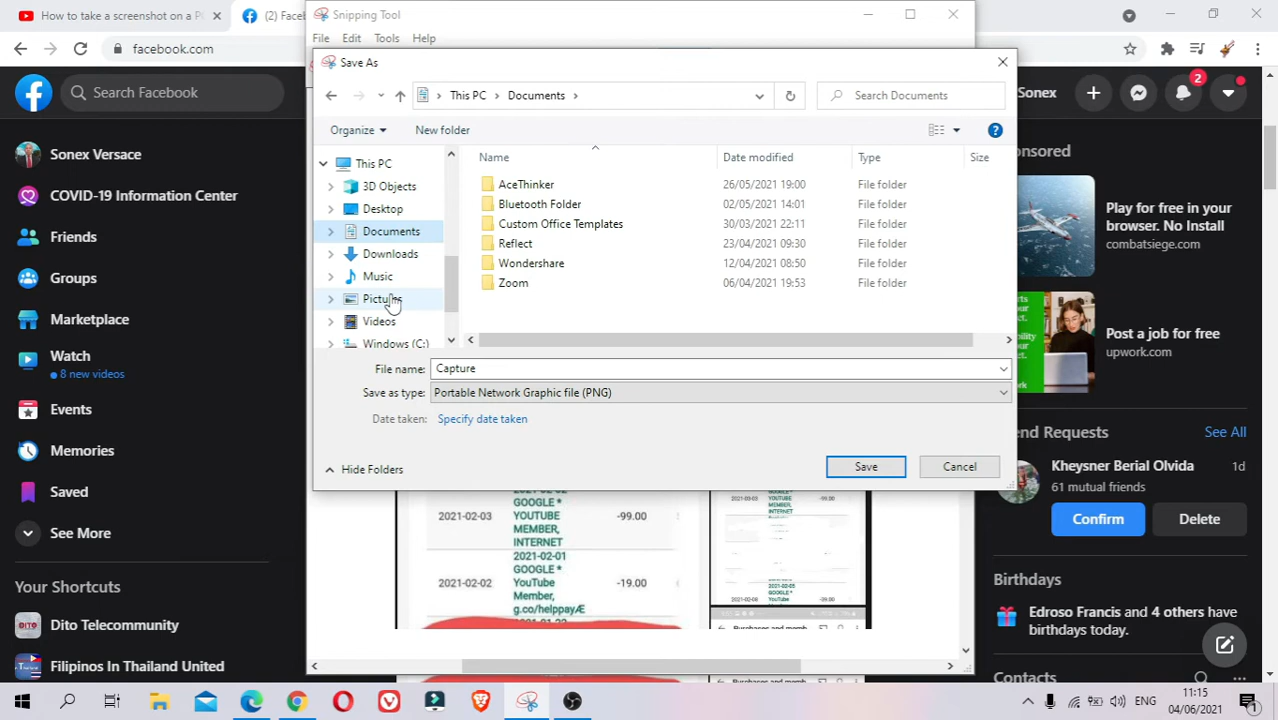 How to take a screenshot on a P
(2) Faceb
Snipping Tool
facebook.com
File Edit Tools Help
Save As
This PC > Documents >
Search Documents
Search Facebook
Sonex
2
Organize
New folder
This PC
3D Objects
Desktop
Documents
Downloads
Music
Videos
Windows (C:)
Name Date modified Type Size
AceThinker 26/05/2021 19:00 File folder
Bluetooth Folder 02/05/2021 14:01 File folder
Custom Office Templates 30/03/2021 22:11 File folder
Reflect 23/04/2021 09:30 File folder
Wondershare 12/04/2021 08:50 File folder
Zoom 06/04/2021 19:53 File folder
File name: Capture
Save as type: Portable Network Graphic file (PNG)
Date taken: Specify date taken
Hide Folders
Save
Cancel
Sonex Versace
COVID-19 Information Center
Friends
Groups
Marketplace
Watch
8 new videos
Events
Memories
Saved
See More
Your Shortcuts
Dito Telecommunity
Filipinos In Thailand United
2021-02-03
GOOGLE *
YOUTUBE
MEMBER,
INTERNET
-99.00
2021-02-01
2021-02-02
GOOGLE *
YouTube
Member,
g.co/helppayÆ
-19.00
ponsored
Play for free in your
browser. No Install
combatsiege.com
Post a job for free
upwork.com
end Requests
See All
Kheysner Berial Olvida
1d
61 mutual friends
Confirm
Delete
Birthdays
Edroso Francis and 4 others have
birthdays today.
Contacts
ENG
11:15
04/06/2021
1